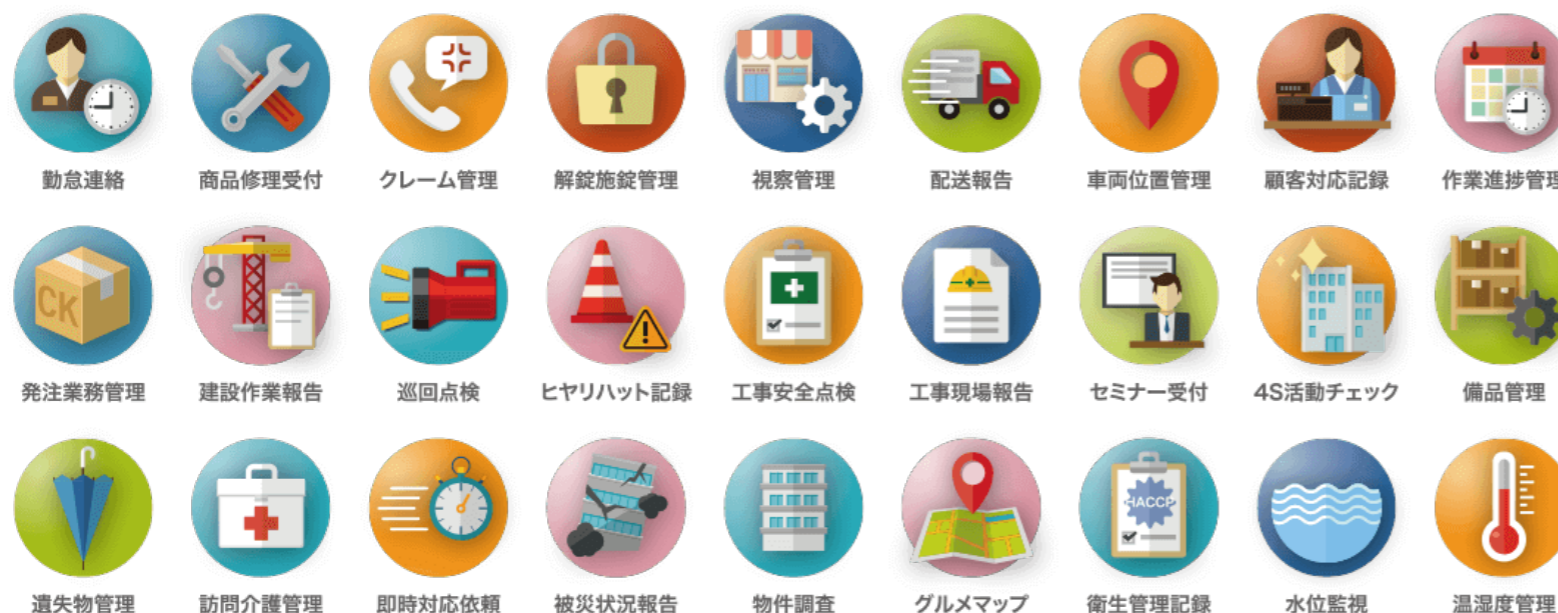 勤怠連絡
商品修理受付
クレーム管理
解錠施錠管理
視察管理
配送報告
車両位置管理
顧客対応記録
作業進捗管理
CK
発注業務管理
建設作業報告
巡回点検
ヒヤリハット記録
工事安全点検
工事現場報告
セミナー受付
4S活動チェック
備品管理
HACCP
遺失物管理
訪問介護管理
即時対応依頼
被災状況報告
物件調査
グルメマップ
衛生管理記録
水位監視
温湿度管理